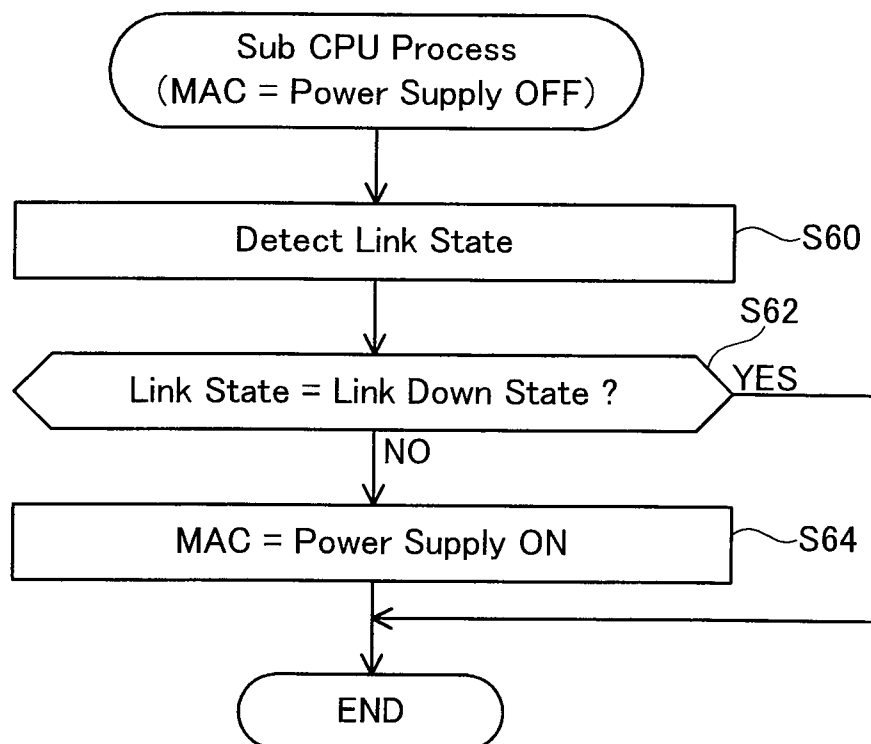 Sub CPU Process
(MAC = Power Supply OFF)
Detect Link State
S60
S62
Link State = Link Down State ?
YES
NO
MAC = Power Supply ON
S64
END